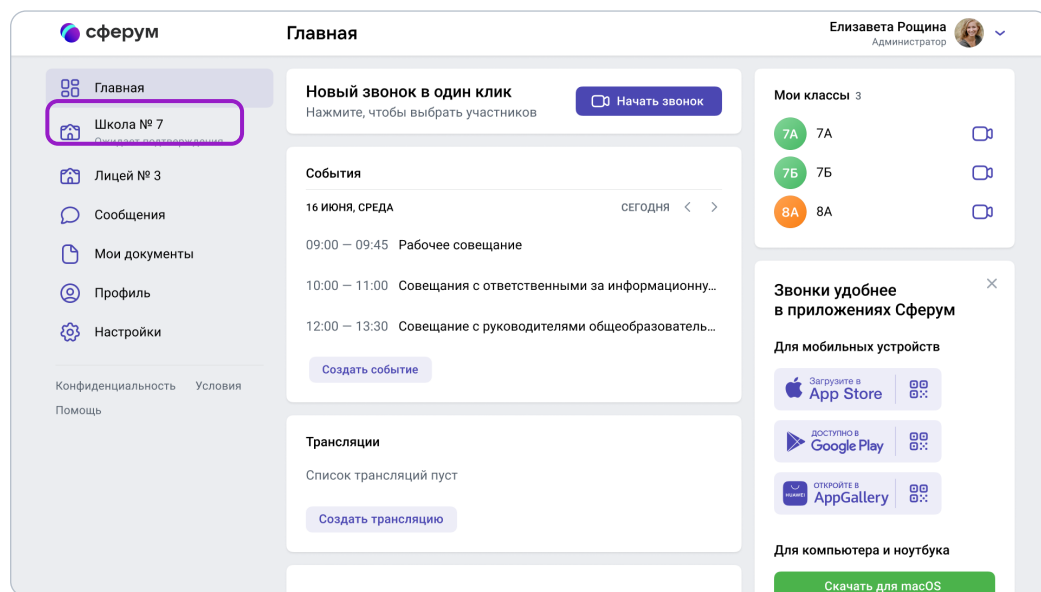 сферум
Главная
Елизавета Рощина
Администратор
Главная
Школа № 7
Ожидает подтверждения
Лицей № 3
Сообщения
Мои документы
Профиль
Настройки
Конфиденциальность Условия
Помощь
Новый звонок в один клик
Нажмите, чтобы выбрать участников
Начать звонок
События
16 ИЮНЯ, СРЕДА
СЕГОДНЯ
09:00 — 09:45 Рабочее совещание
10:00 — 11:00 Совещания с ответственными за информационну...
12:00 — 13:30 Совещание с руководителями общеобразователь...
Создать событие
Трансляции
Список трансляций пуст
Создать трансляцию
Мои классы 3
7А 7А
7Б 7Б
8А 8А
Звонки удобнее
в приложениях Сферум
Для мобильных устройств
Загрузите в
App Store
ДОСТУПНО В
Google Play
HUAWEI
ОТКРОЙТЕ В
AppGallery
Для компьютера и ноутбука
Скачать для macOS